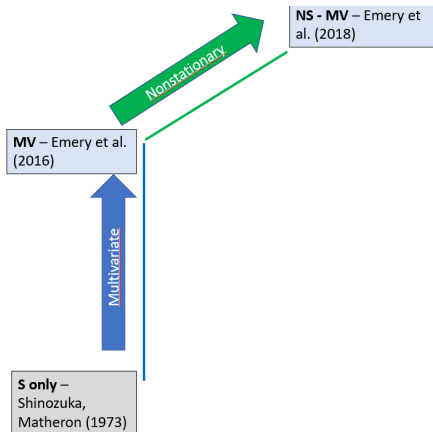 NS - MV – Emery et
al. (2018)
Nonstationary
MV – Emery et al.
(2016)
Multivariate
S only –
Shinozuka,
Matheron (1973)